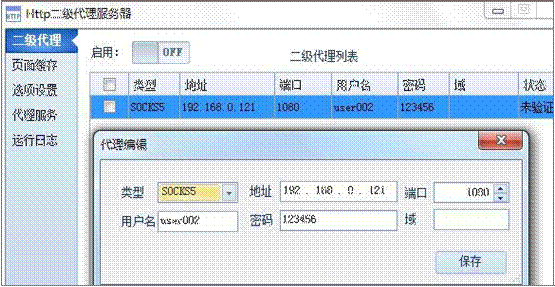 Http二级代理服务器
二级代理
页面缓存
选项设置
代理服务
运行日志
启用： OFF
二级代理列表
类型 地址 端口 用户名 密码 域 状态
SOCKS5 192.168.0.121 1080 user002 123456 未验证
代理编辑
类型 SOCKS5 地址 192 . 168 . 0 . 121 端口 1080
用户名 user002 密码 123456 域
保存